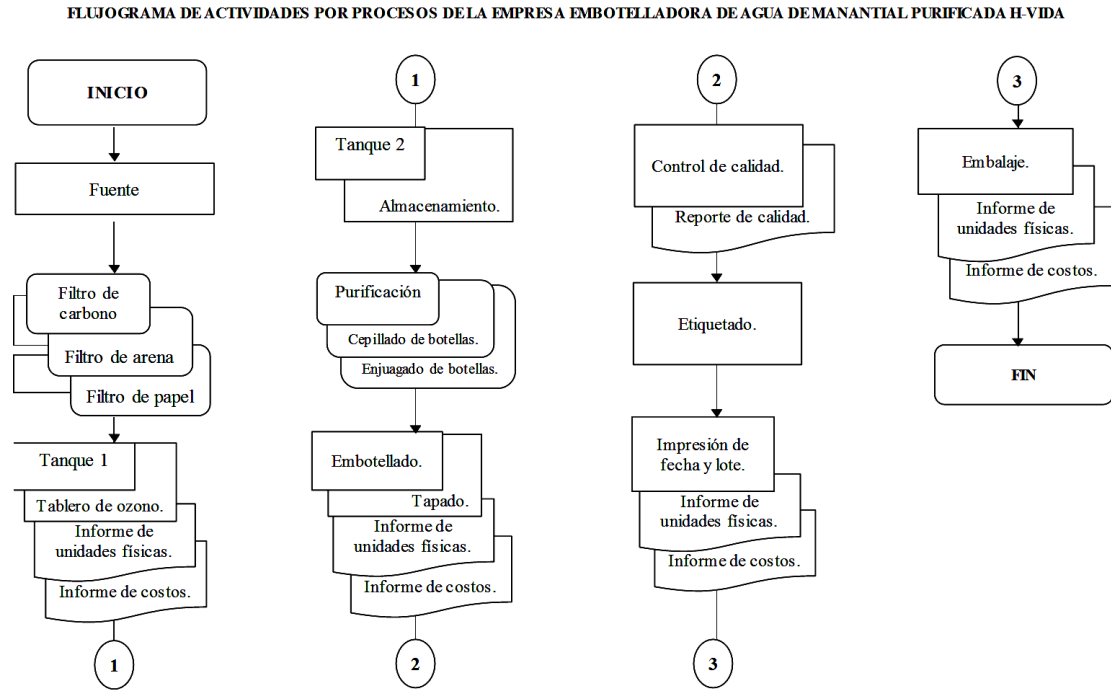 FLUJOGRAMA DE ACTIVIDADES POR PROCESOS DE LA EMPRESA EMBOTELLADORA DE AGUA DE MANANTIAL PURIFICADA H-VIDA
INICIO
Fuente
Filtro de
carbono
Filtro de arena
Filtro de papel
Tanque 1
Tablero de ozono.
Informe de
unidades físicas.
Informe de costos.
1
1
Tanque 2
Almacenamiento.
Purificación
Cepillado de botellas.
Enjuagado de botellas.
Embotellado.
Tapado.
Informe de
unidades físicas.
Informe de costos.
2
2
Control de calidad.
Reporte de calidad.
Etiquetado.
Impresión de
fecha y lote.
Informe de
unidades físicas.
Informe de costos.
3
3
Embalaje.
Informe de
unidades físicas.
Informe de costos.
FIN